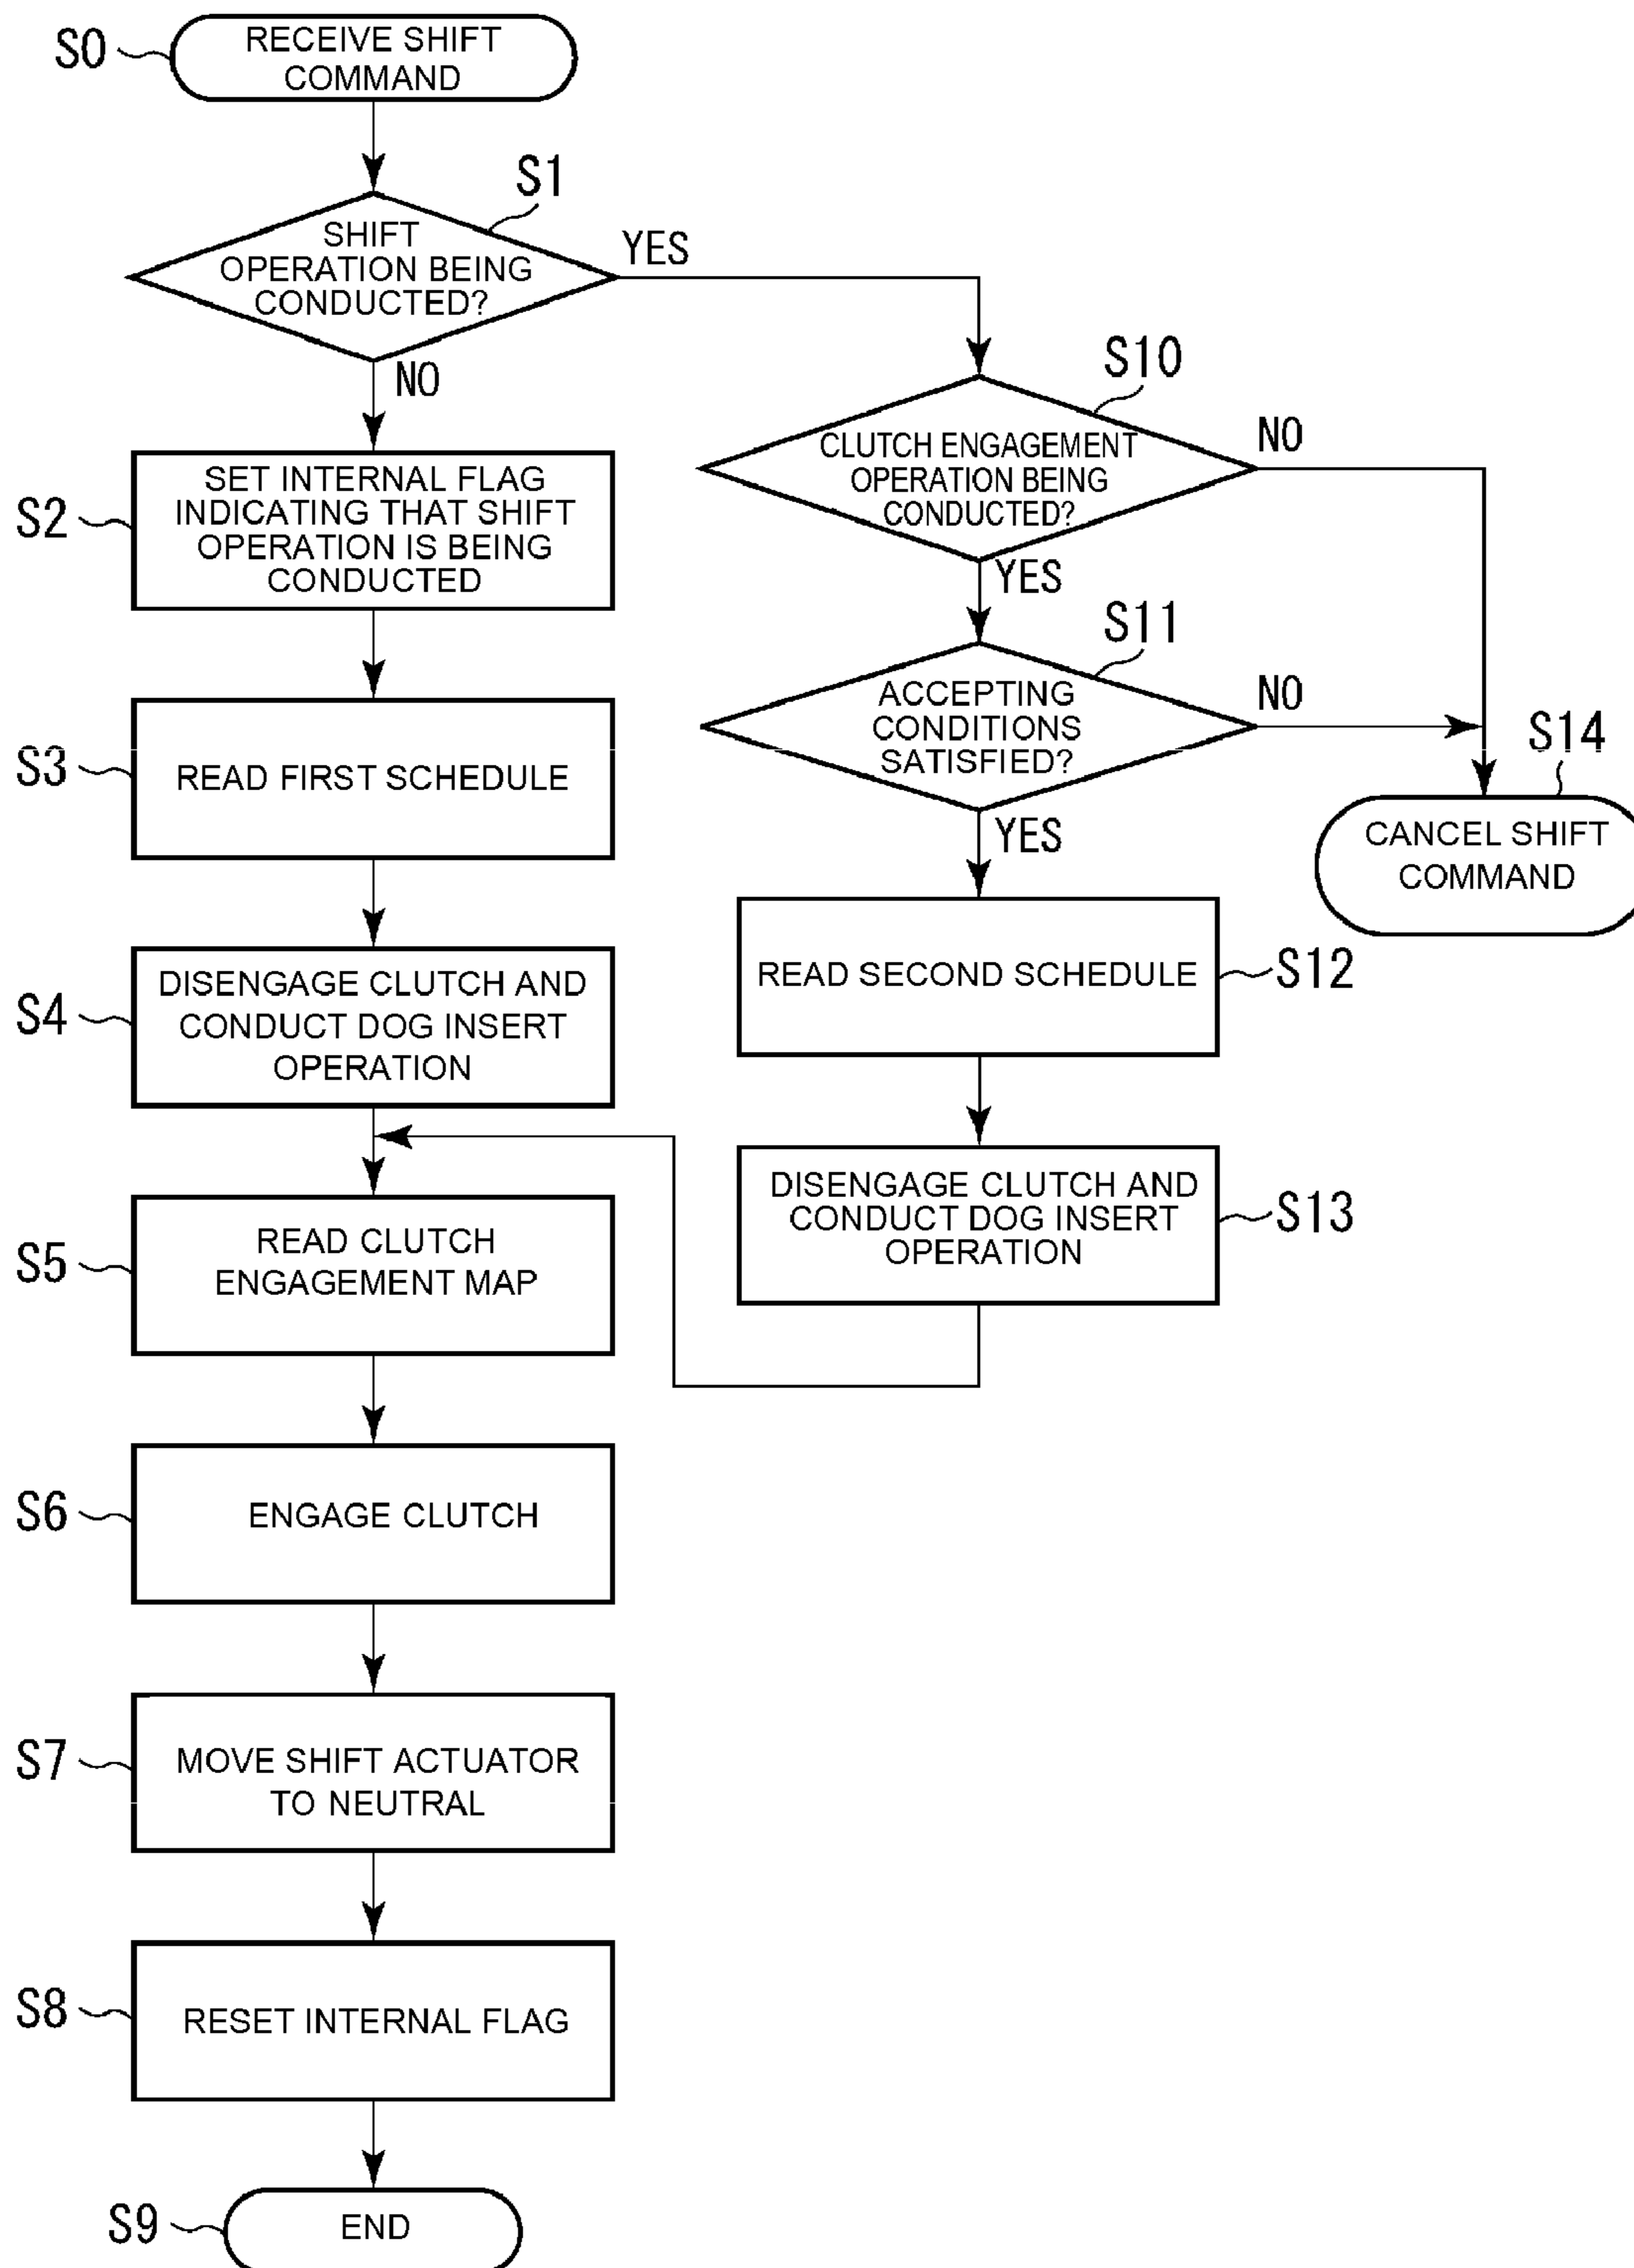 S0
RECEIVE SHIFT
COMMAND
S1
SHIFT
OPERATION BEING
CONDUCTED?
YES
NO
S2
SET INTERNAL FLAG
INDICATING THAT SHIFT
OPERATION IS BEING
CONDUCTED
S3
READ FIRST SCHEDULE
S4
DISENGAGE CLUTCH AND
CONDUCT DOG INSERT
OPERATION
S5
READ CLUTCH
ENGAGEMENT MAP
S6
ENGAGE CLUTCH
S7
MOVE SHIFT ACTUATOR
TO NEUTRAL
S8
RESET INTERNAL FLAG
S9
END
S10
CLUTCH ENGAGEMENT
OPERATION BEING
CONDUCTED?
NO
YES
S11
ACCEPTING
CONDITIONS
SATISFIED?
NO
YES
S14
CANCEL SHIFT
COMMAND
READ SECOND SCHEDULE
S12
DISENGAGE CLUTCH AND
CONDUCT DOG INSERT
OPERATION
S13